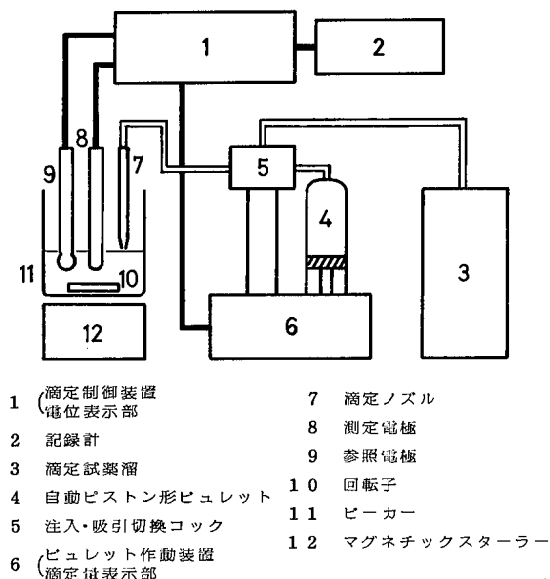 1
2
3
4
5
6
7
8
9
10
11
12
1 滴定制御装置
電位表示部
2 記録計
3 滴定試薬溜
4 自動ピストン形ビュレット
5 注入・吸引切換コック
6 ビュレット作動装置
滴定量表示部
7 滴定ノズル
8 測定電極
9 参照電極
10 回転子
11 ビーカー
12 マグネチックスターラー